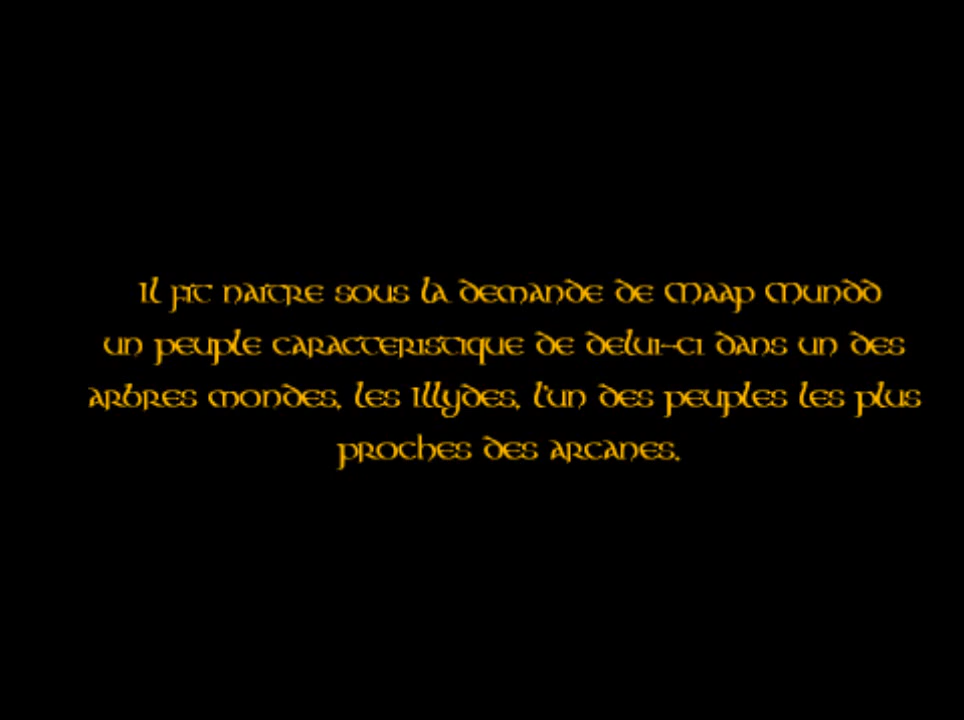 Il fit naitre sous la demande de Maap Mundd
un peuple caracteristique de delui-ci dans un des
arbres mondes, les Illydes, l'un des peuples les plus
proches des arcanes.